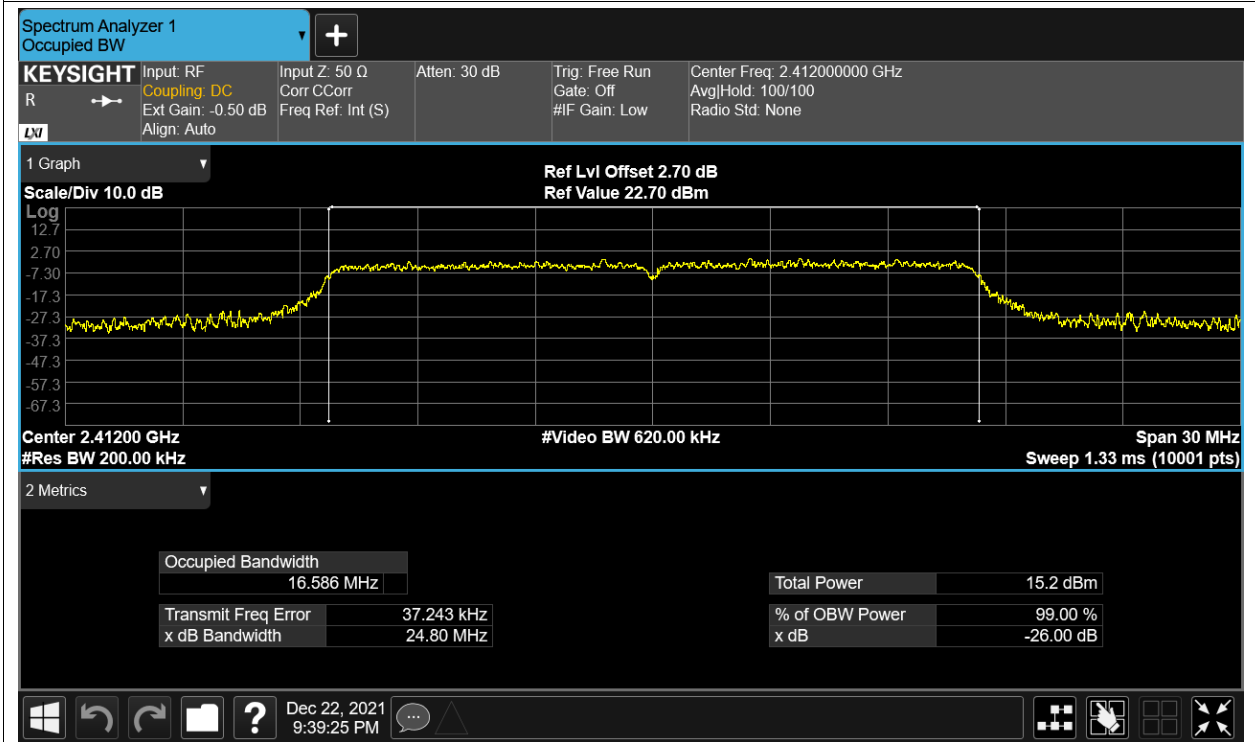 Spectrum Analyzer 1
Occupied BW
KEYSIGHT
R
LXI
Input: RF
Coupling: DC
Ext Gain: -0.50 dB
Align: Auto
Input Z: 50 Ω
Corr CCorr
Freq Ref: Int (S)
Atten: 30 dB
Trig: Free Run
Gate: Off
#IF Gain: Low
Center Freq: 2.412000000 GHz
Avg|Hold: 100/100
Radio Std: None
1 Graph
Scale/Div 10.0 dB
Ref Lvl Offset 2.70 dB
Ref Value 22.70 dBm
Log
12.7
2.70
-7.30
-17.3
-27.3
-37.3
-47.3
-57.3
-67.3
Center 2.41200 GHz
#Res BW 200.00 kHz
#Video BW 620.00 kHz
Span 30 MHz
Sweep 1.33 ms (10001 pts)
2 Metrics
Occupied Bandwidth
16.586 MHz
Transmit Freq Error 37.243 kHz
x dB Bandwidth 24.80 MHz
Total Power 15.2 dBm
% of OBW Power 99.00 %
x dB -26.00 dB
Dec 22, 2021
9:39:25 PM